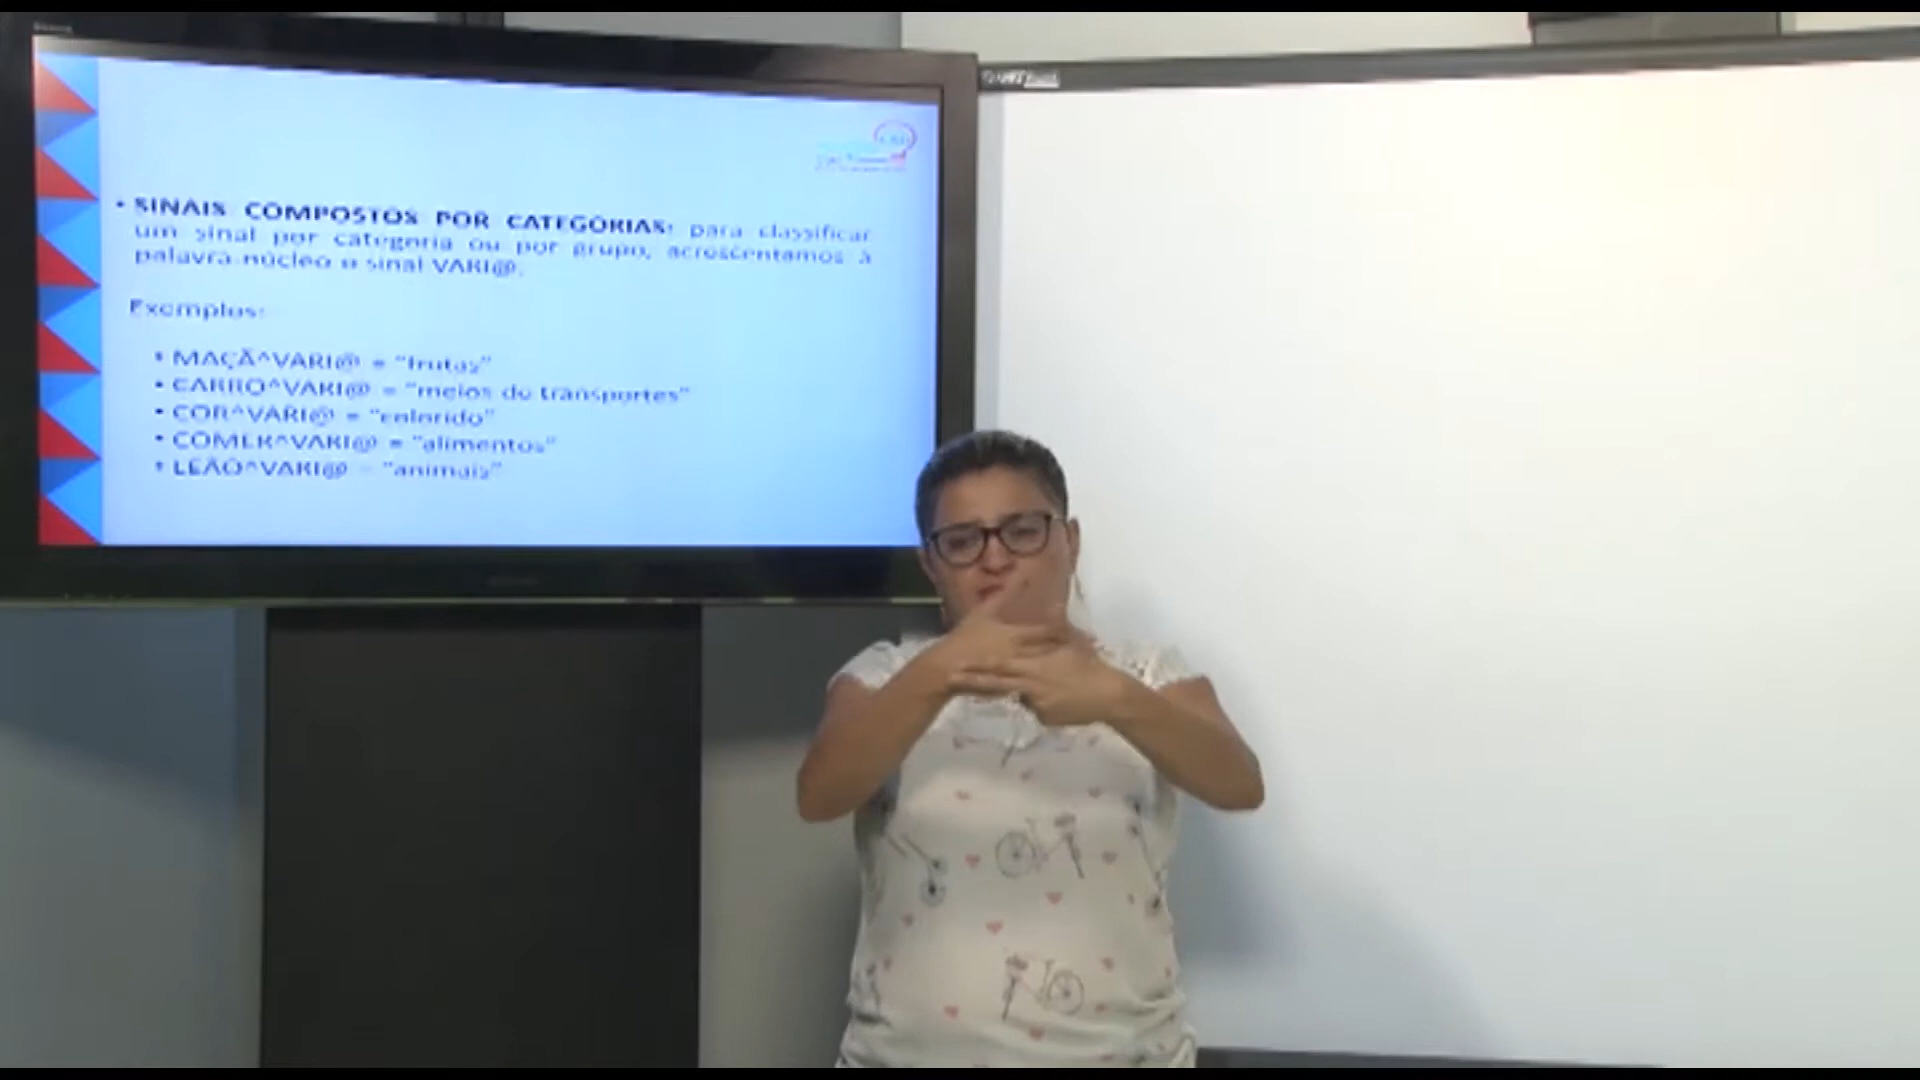 • SINAIS COMPOSTOS POR CATEGORIAS: para classificar
um sinal por categoria ou por grupo, acrescentamos à
palavra-núcleo o sinal VARI@.
Exemplos:
• MAÇÃ^VARI@ = "frutas"
• CARRO^VARI@ = "meios de transportes"
• COR^VARI@ = "colorido"
• COMER^VARI@ = "alimentos"
• LEÃO^VARI@ = "animais"